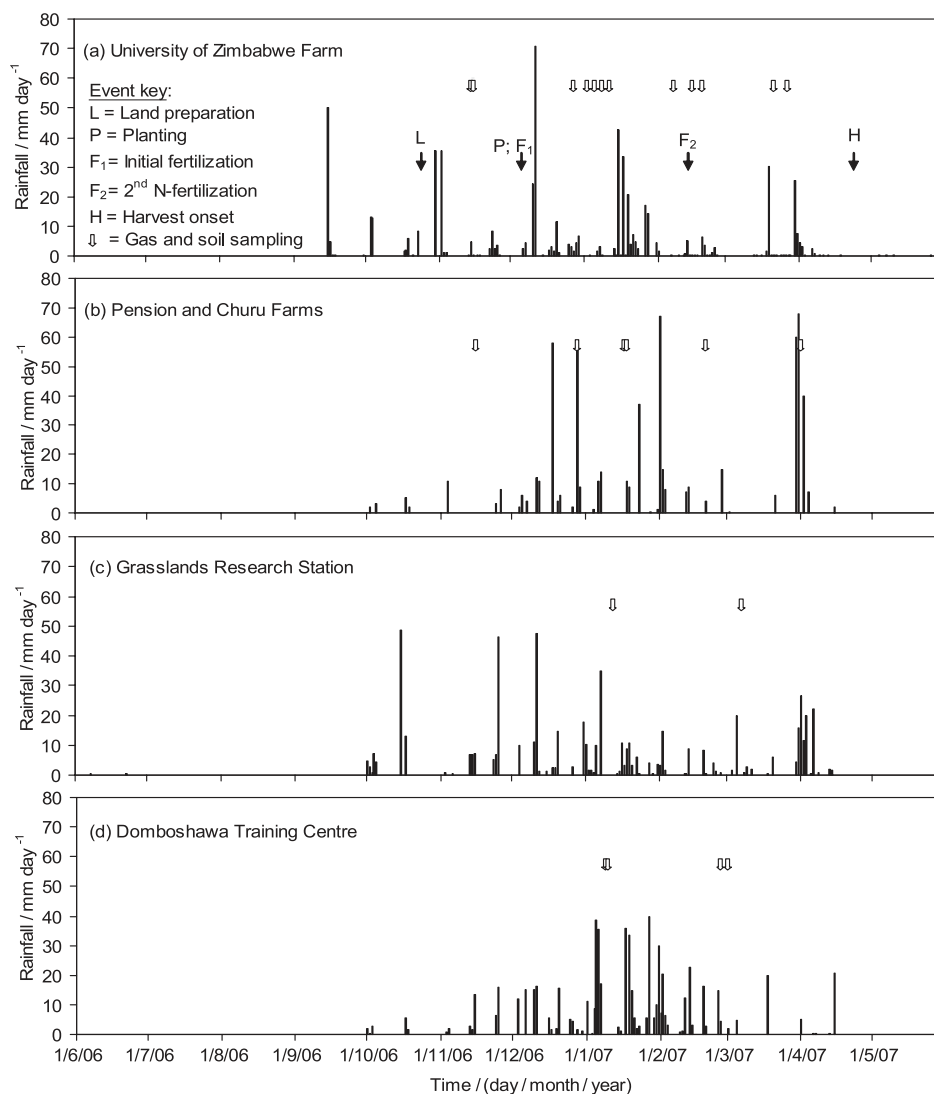 80
70
60
50
40
30
20
10
0
Rainfall / mm day⁻¹
(a) University of Zimbabwe Farm
Event key:
L = Land preparation
P = Planting
F₁= Initial fertilization
F₂= 2ⁿᵈ N-fertilization
H = Harvest onset
⇩ = Gas and soil sampling
L
P; F₁
F₂
H
80
70
60
50
40
30
20
10
0
Rainfall / mm day⁻¹
(b) Pension and Churu Farms
80
70
60
50
40
30
20
10
0
Rainfall / mm day⁻¹
(c) Grasslands Research Station
80
70
60
50
40
30
20
10
0
Rainfall / mm day⁻¹
(d) Domboshawa Training Centre
1/6/06 1/7/06 1/8/06 1/9/06 1/10/06 1/11/06 1/12/06 1/1/07 1/2/07 1/3/07 1/4/07 1/5/07
Time / (day / month / year)